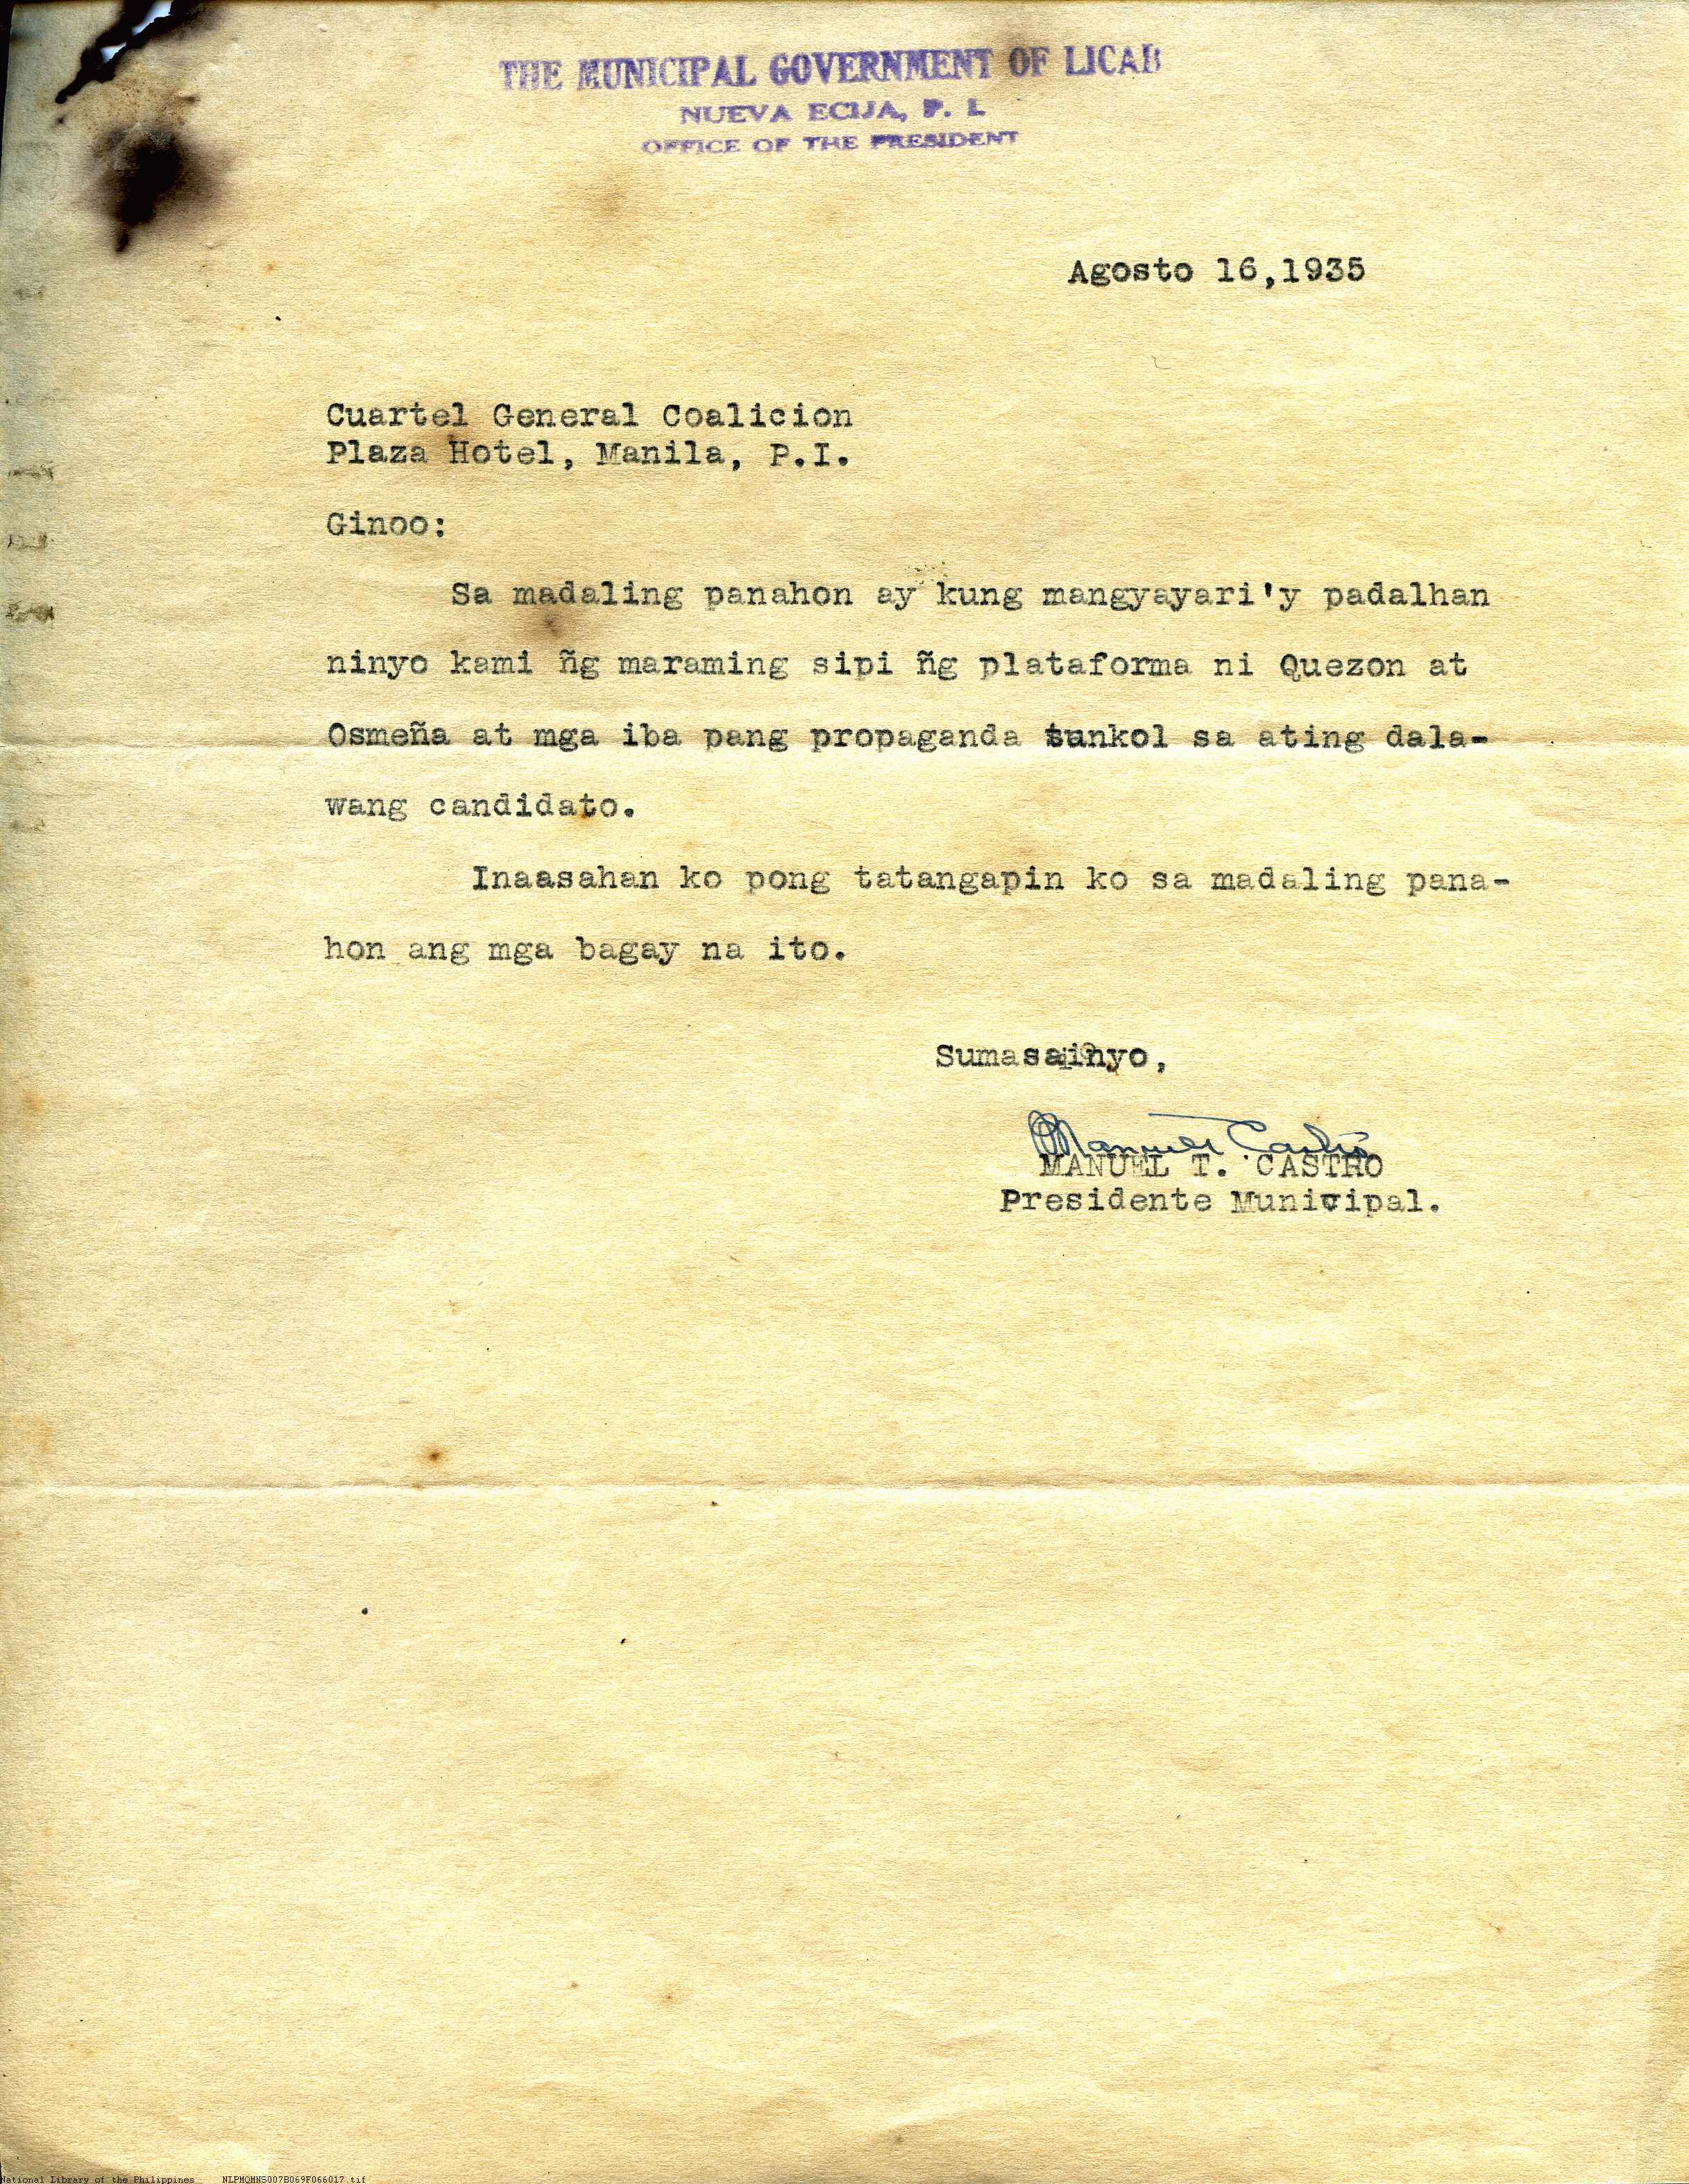 THE MUNICIPAL GOVERNMENT OF LICAB
NUEVA ECIJA, P. I.
OFFICE OF THE PRESIDENT
Agosto 16,1935
Cuartel General Coalicion
Plaza Hotel, Manila, P.I.
Ginoo:
Sa madaling panahon ay kung mangyayari'y padalhan
ninyo kami ñg maraming sipi ñg plataforma ni Quezon at
Osmeña at mga iba pang propaganda tunkol sa ating dala-
wang candidato.
Inaasahan ko pong tatangapin ko sa madaling pana-
hon ang mga bagay na ito.
Sumasainyo,
Manuel T. Castro
MANUEL T. CASTRO
Presidente Municipal.
National Library of the Philippines NLPMQMNS007B069F066017.tif